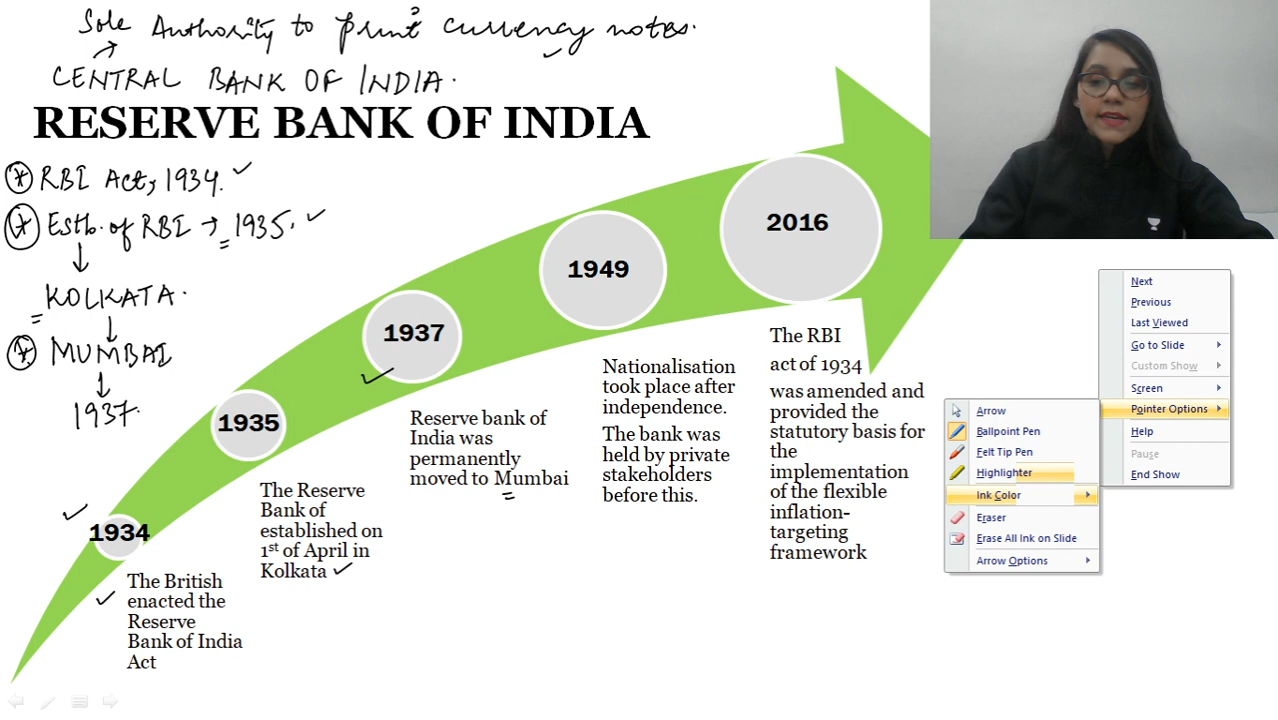 Sole Authority to print currency notes.
CENTRAL BANK OF INDIA.
RESERVE BANK OF INDIA
RBI Act, 1934.
Estb. of RBI → 1935.
KOLKATA.
MUMBAI
1937.
1934
The British
enacted the
Reserve
Bank of India
Act
1935
The Reserve
Bank of
established on
1st of April in
Kolkata
1937
Reserve bank of
India was
permanently
moved to Mumbai
1949
Nationalisation
took place after
independence.
The bank was
held by private
stakeholders
before this.
2016
The RBI
act of 1934
was amended and
provided the
statutory basis for
the
implementation
of the flexible
inflation-
targeting
framework
Next
Previous
Last Viewed
Go to Slide
Custom Show
Screen
Pointer Options
Help
Pause
End Show
Arrow
Ballpoint Pen
Felt Tip Pen
Highlighter
Ink Color
Eraser
Erase All Ink on Slide
Arrow Options